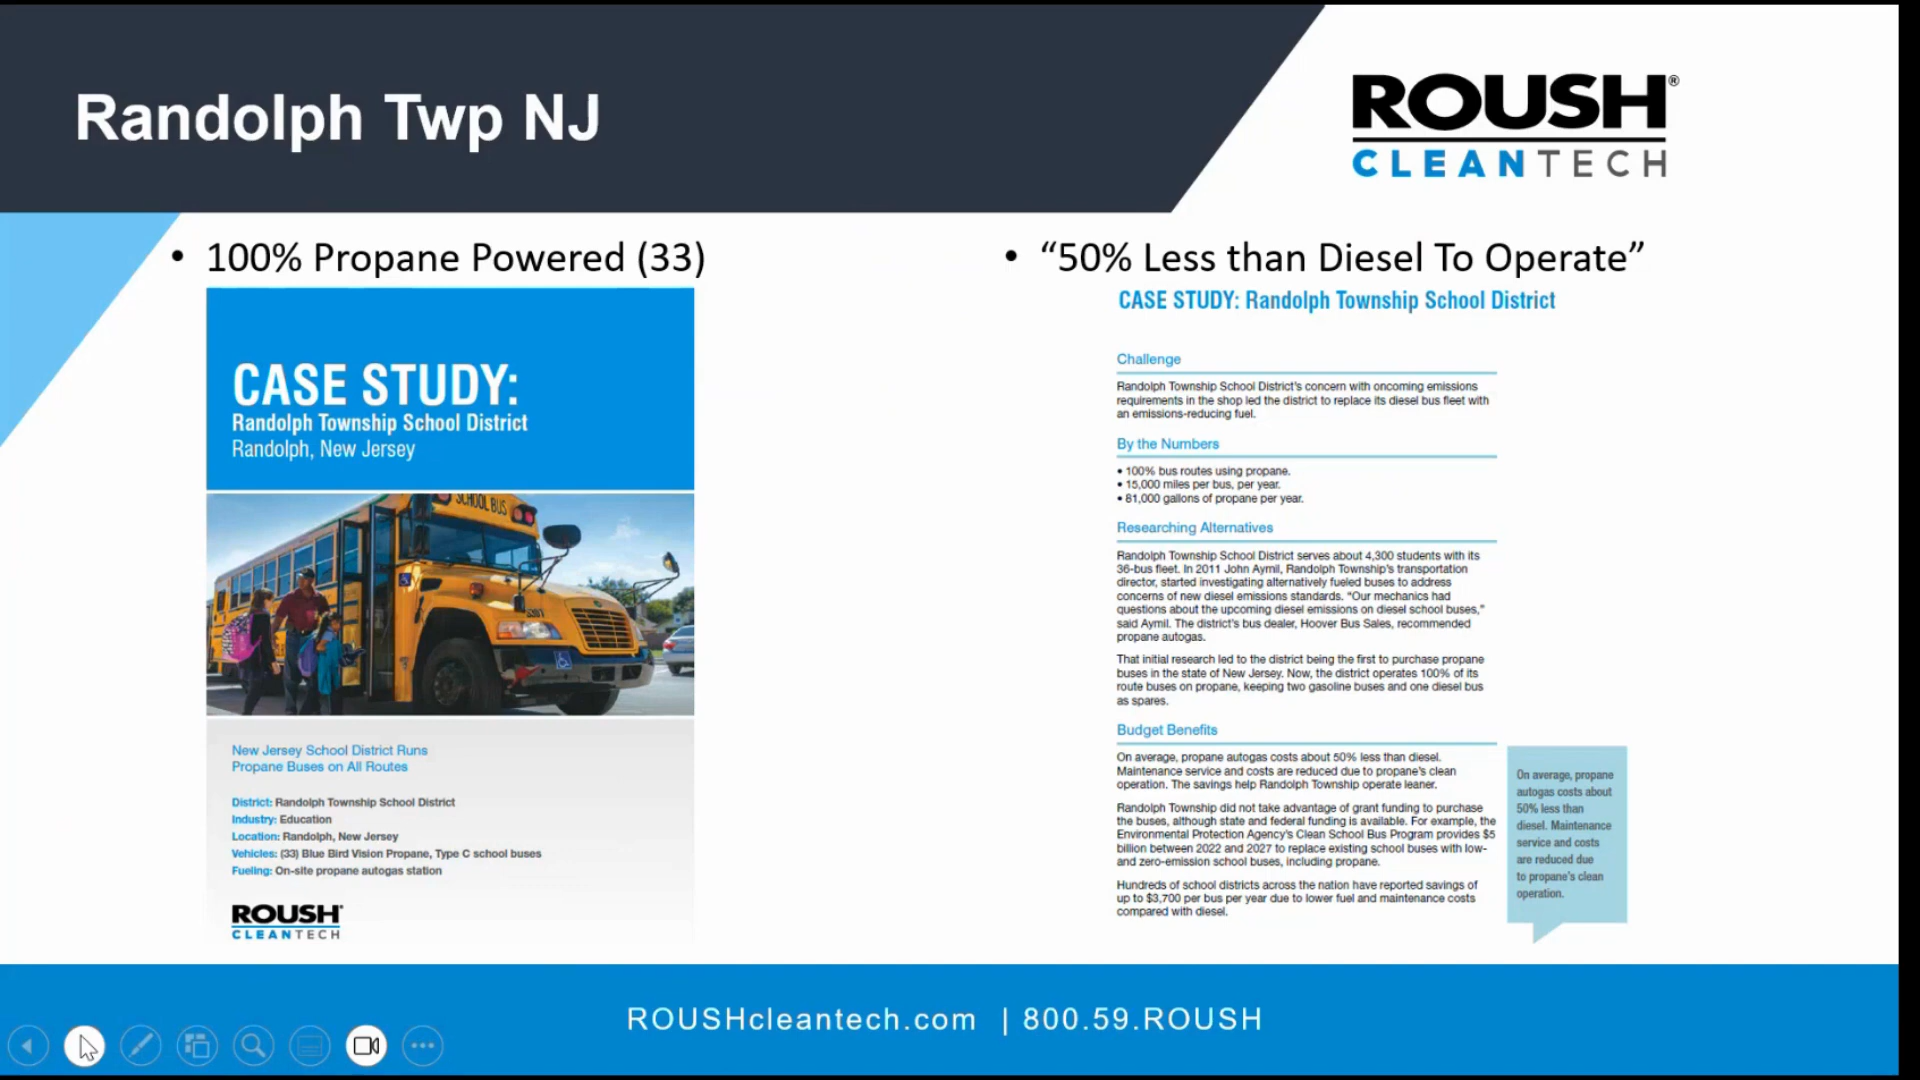 Randolph Twp NJ
ROUSH®
CLEANTECH
• 100% Propane Powered (33)
CASE STUDY:
Randolph Township School District
Randolph, New Jersey
SCHOOL BUS
New Jersey School District Runs
Propane Buses on All Routes
District: Randolph Township School District
Industry: Education
Location: Randolph, New Jersey
Vehicles: (33) Blue Bird Vision Propane, Type C school buses
Fueling: On-site propane autogas station
ROUSH®
CLEANTECH
• “50% Less than Diesel To Operate”
CASE STUDY: Randolph Township School District
Challenge
Randolph Township School District's concern with oncoming emissions
requirements in the shop led the district to replace its diesel bus fleet with
an emissions-reducing fuel.
By the Numbers
• 100% bus routes using propane.
• 15,000 miles per bus, per year.
• 81,000 gallons of propane per year.
Researching Alternatives
Randolph Township School District serves about 4,300 students with its
36-bus fleet. In 2011 John Aymil, Randolph Township's transportation
director, started investigating alternatively fueled buses to address
concerns of new diesel emissions standards. “Our mechanics had
questions about the upcoming diesel emissions on diesel school buses,”
said Aymil. The district's bus dealer, Hoover Bus Sales, recommended
propane autogas.
That initial research led to the district being the first to purchase propane
buses in the state of New Jersey. Now, the district operates 100% of its
route buses on propane, keeping two gasoline buses and one diesel bus
as spares.
Budget Benefits
On average, propane autogas costs about 50% less than diesel.
Maintenance service and costs are reduced due to propane's clean
operation. The savings help Randolph Township operate leaner.
Randolph Township did not take advantage of grant funding to purchase
the buses, although state and federal funding is available. For example, the
Environmental Protection Agency's Clean School Bus Program provides $5
billion between 2022 and 2027 to replace existing school buses with low-
and zero-emission school buses, including propane.
Hundreds of school districts across the nation have reported savings of
up to $3,700 per bus per year due to lower fuel and maintenance costs
compared with diesel.
On average, propane
autogas costs about
50% less than
diesel. Maintenance
service and costs
are reduced due
to propane's clean
operation.
ROUSHcleantech.com | 800.59.ROUSH